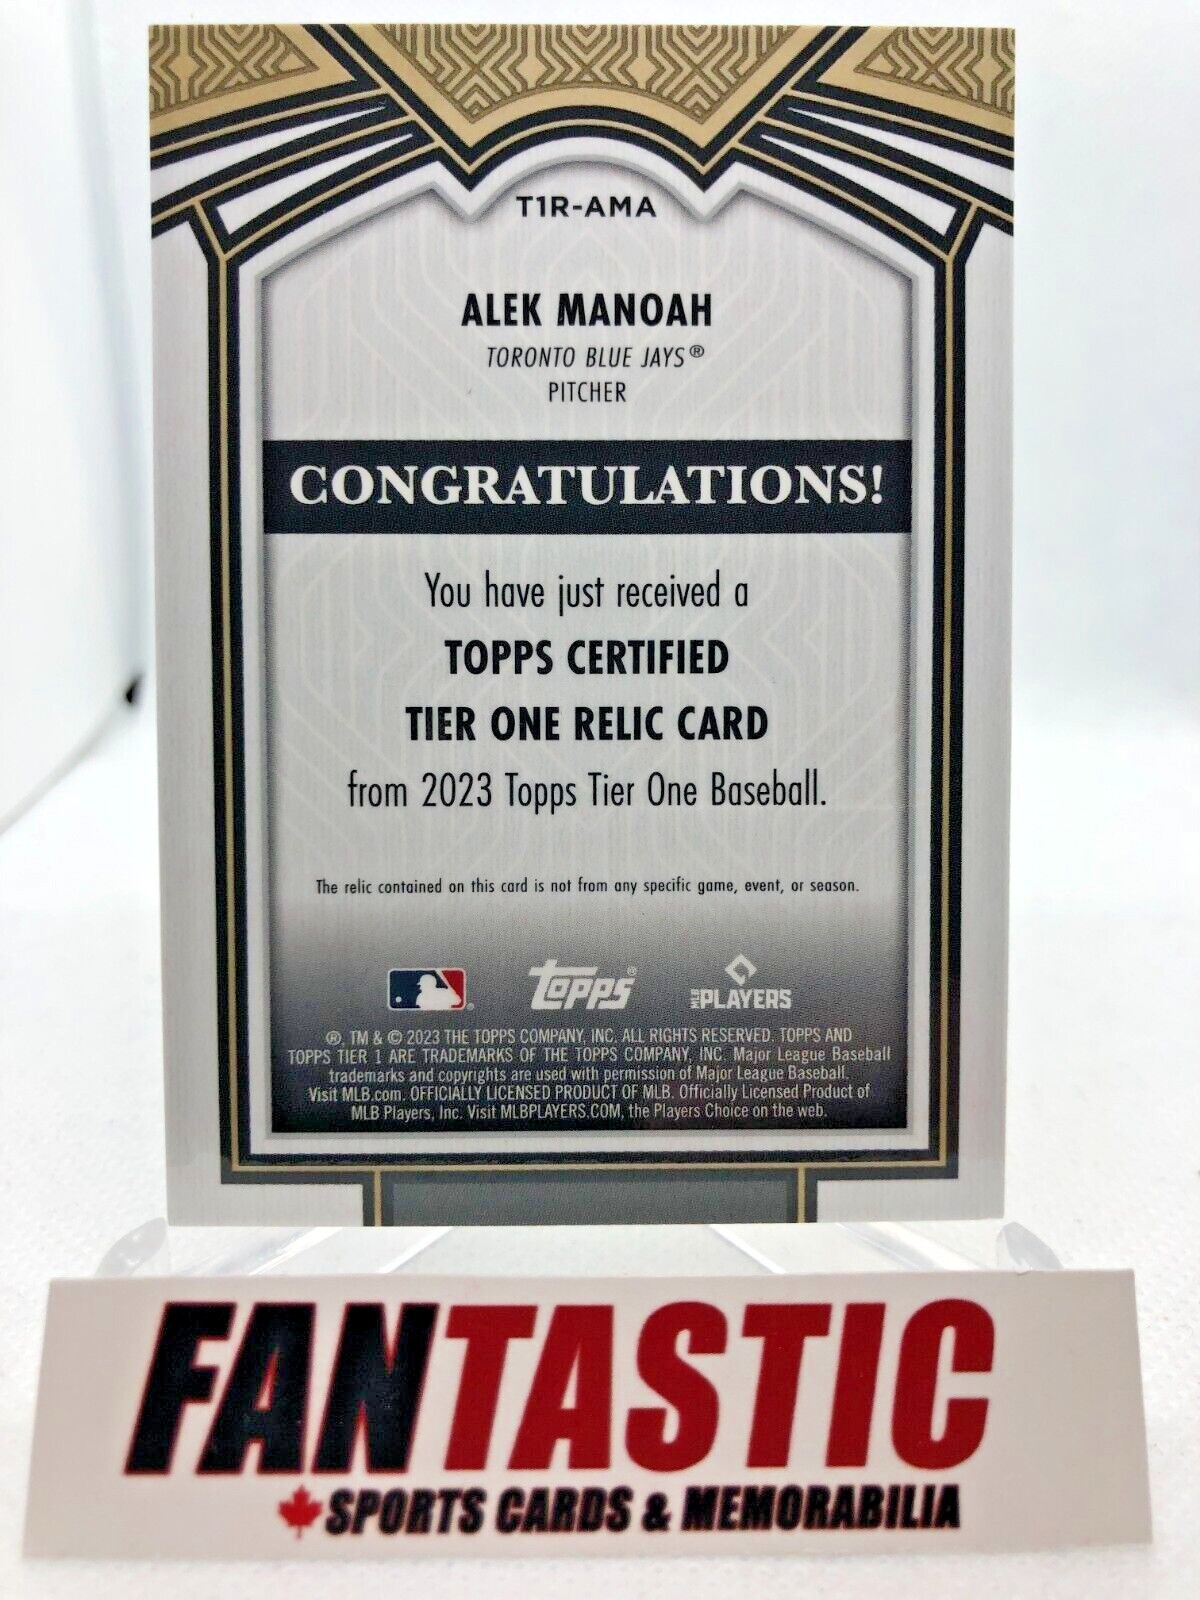 T1R-AMA
ALEK MANOAH
TORONTO BLUE JAYS®
PITCHER
CONGRATULATIONS!
You have just received a
TOPPS CERTIFIED
TIER ONE RELIC CARD
from 2023 Topps Tier One Baseball.
The relic contained on this card is not from any specific game, event, or season.
topps® MLB PLAYERS
®, TM & © 2023 THE TOPPS COMPANY, INC. ALL RIGHTS RESERVED. TOPPS AND
TOPPS TIER 1 ARE TRADEMARKS OF THE TOPPS COMPANY, INC. Major League Baseball
trademarks and copyrights are used with permission of Major League Baseball.
Visit MLB.com. OFFICIALLY LICENSED PRODUCT OF MLB. Officially Licensed Product of
MLB Players, Inc. Visit MLBPLAYERS.COM, the Players Choice on the web.
FANTASTIC
SPORTS CARDS & MEMORABILIA